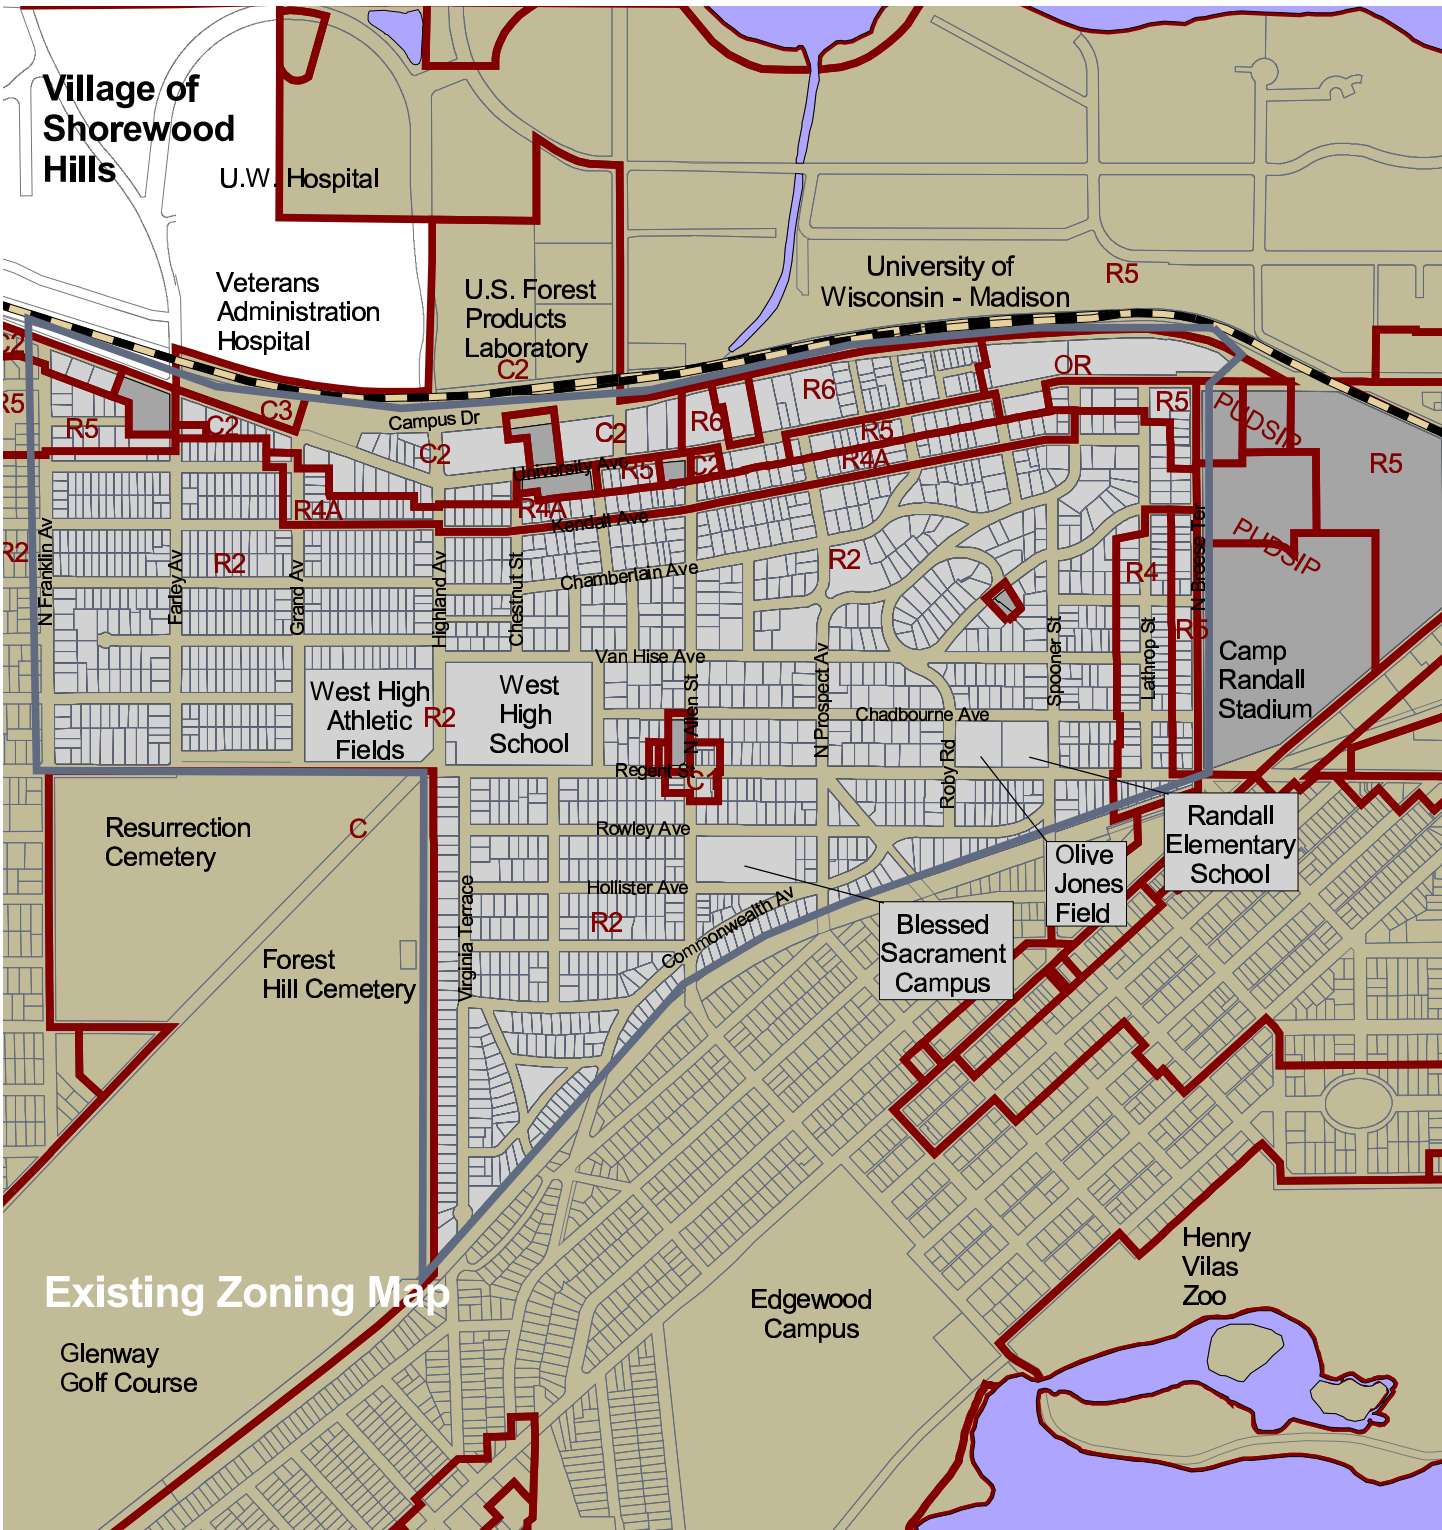 Village of
Shorewood
Hills
U.W. Hospital
Veterans
Administration
Hospital
U.S. Forest
Products
Laboratory
University of
Wisconsin - Madison
R5
C2
C2
R5
R5
C2
C3
Campus Dr
C2
C2
R6
R6
OR
R5
PUDSIP
R5
University Ave
R5
C2
R5
R4A
R4A
R4A
Kendall Ave
PUDSIP
R2
R2
R2
R4
R5
N Franklin Av
Farley Av
Grand Av
Highland Av
Chestnut St
Chamberlain Ave
Van Hise Ave
N Allen St
N Prospect Av
Spooner St
Lathrop St
N Breese Ter
Camp
Randall
Stadium
West High
Athletic
Fields
R2
West
High
School
Chadbourne Ave
Roby Rd
Regent St
C1
Rowley Ave
Hollister Ave
R2
Commonwealth Av
Virginia Terrace
Resurrection
Cemetery
C
Forest
Hill Cemetery
Randall
Elementary
School
Olive
Jones
Field
Blessed
Sacrament
Campus
Existing Zoning Map
Glenway
Golf Course
Edgewood
Campus
Henry
Vilas
Zoo